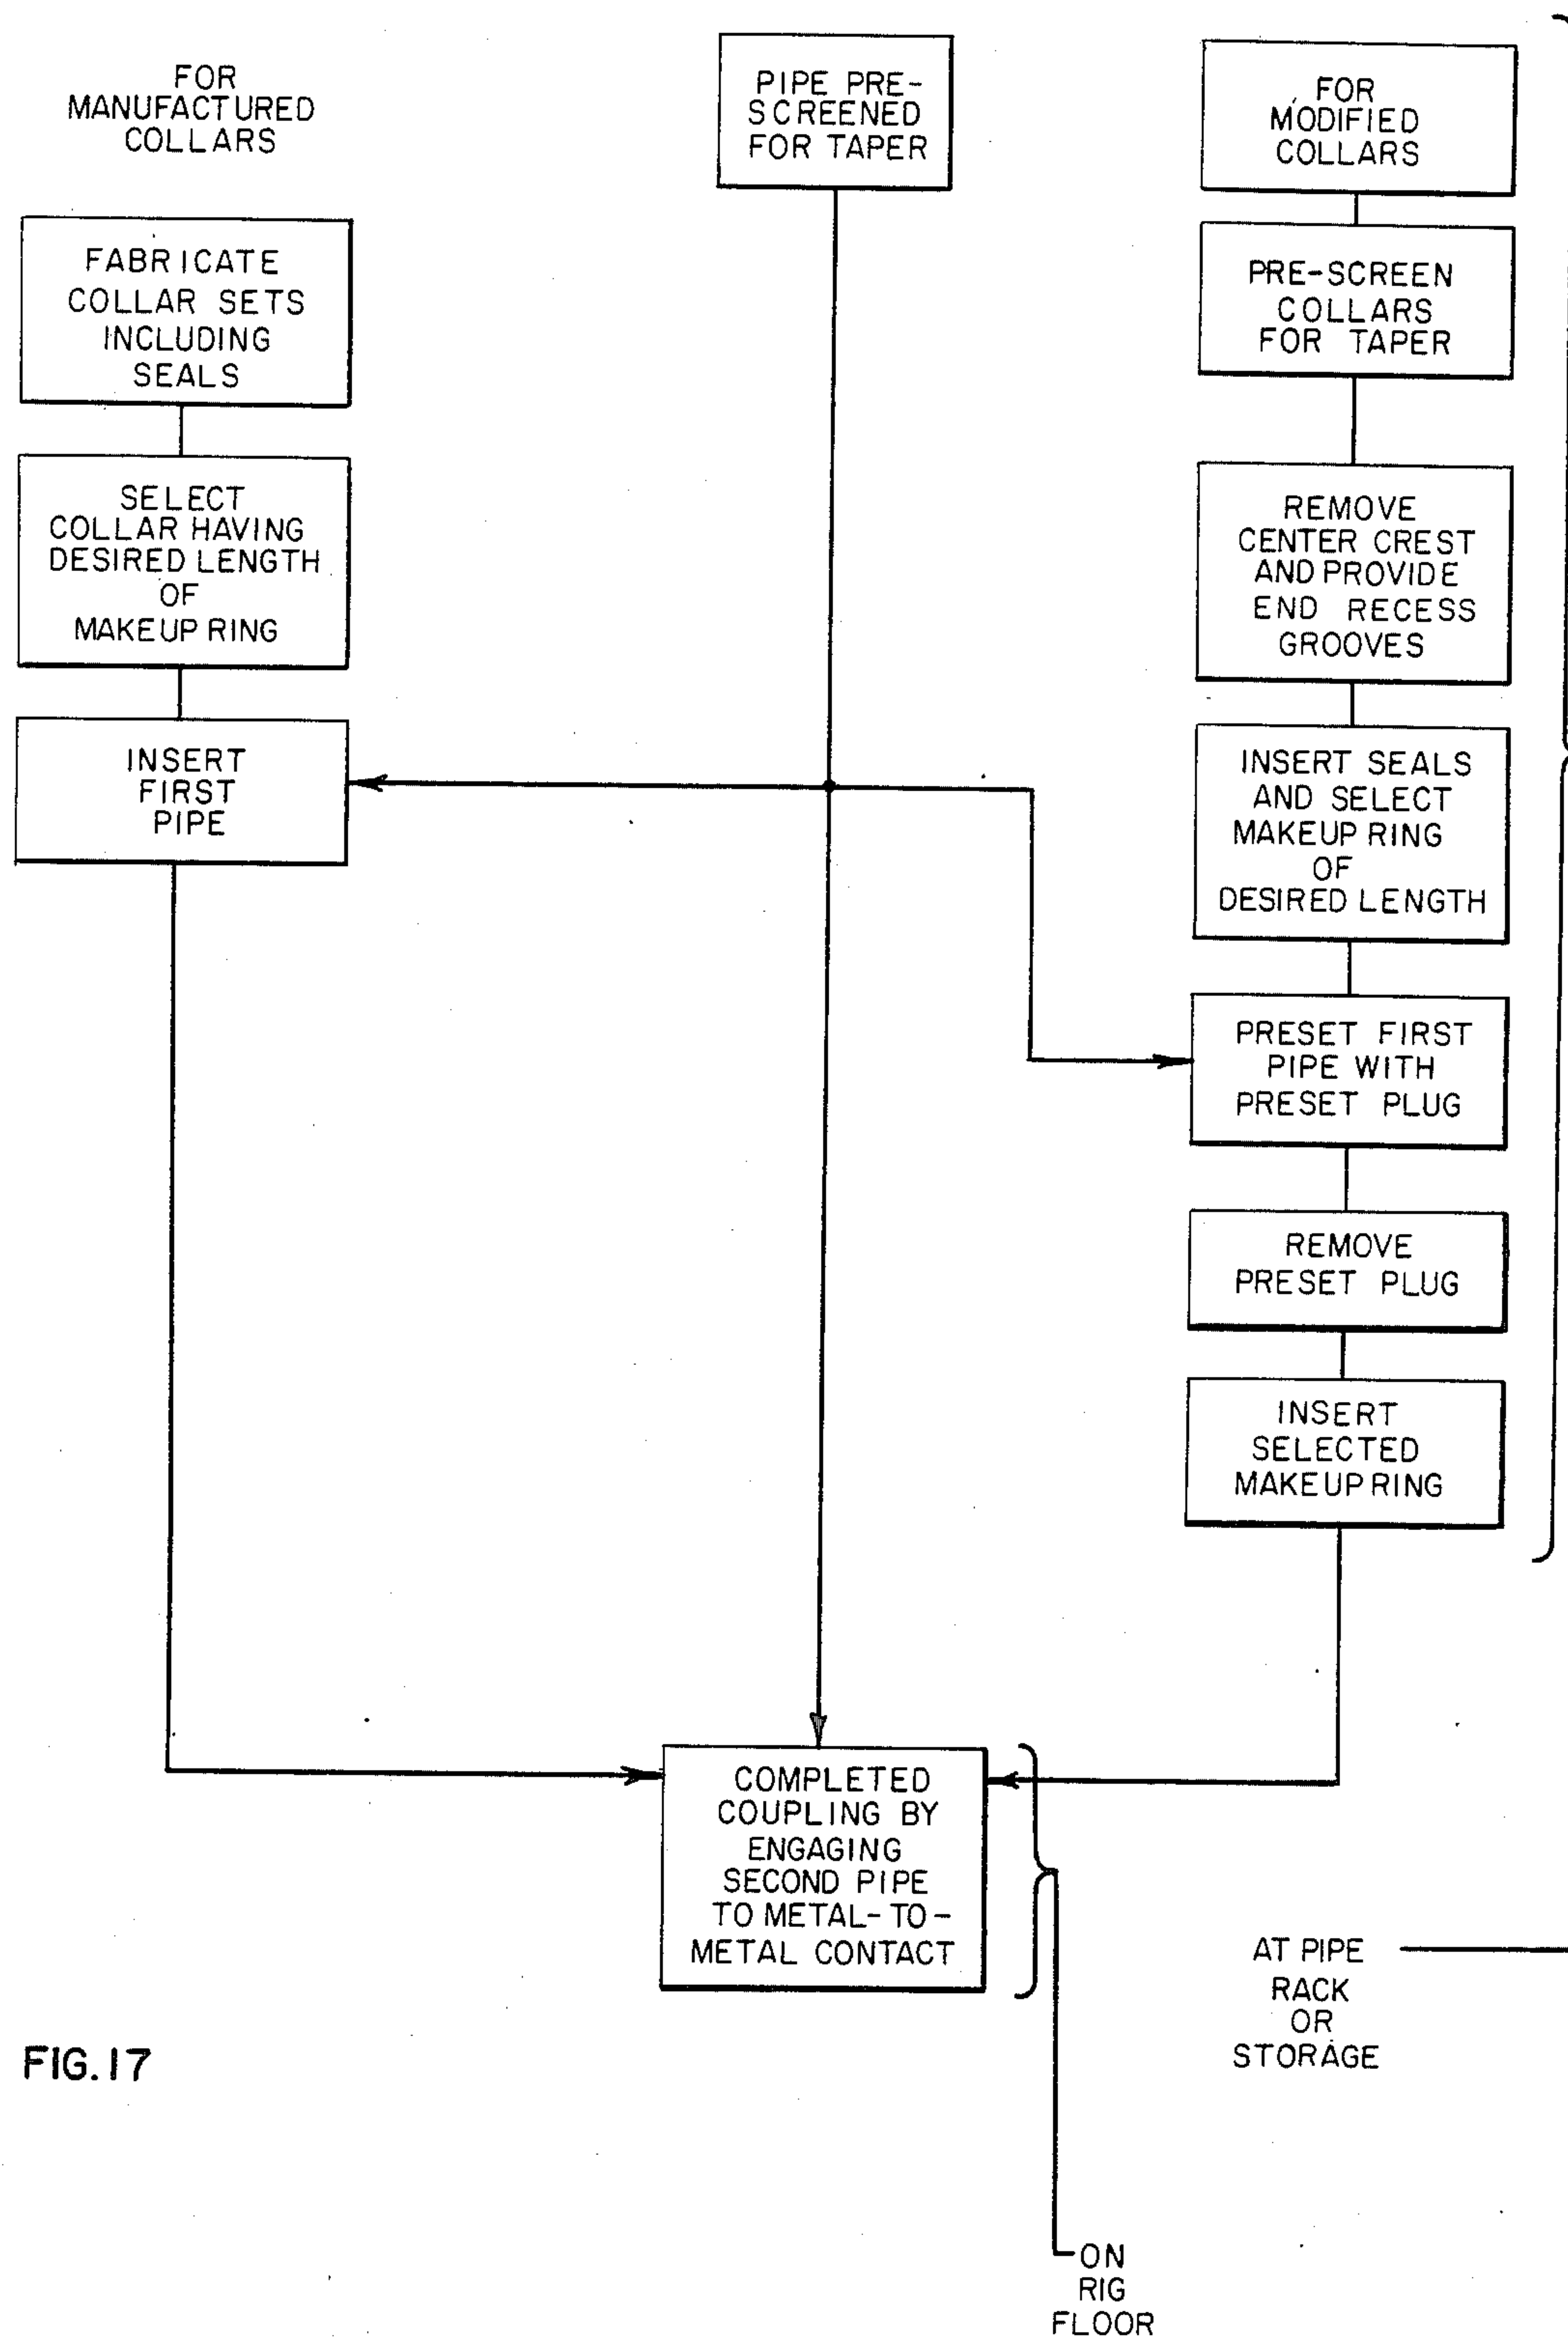 FOR
MANUFACTURED
COLLARS
FABRICATE
COLLAR SETS
INCLUDING
SEALS
SELECT
COLLAR HAVING
DESIRED LENGTH
OF
MAKEUP RING
INSERT
FIRST
PIPE
PIPE PRE-
SCREENED
FOR TAPER
FOR
MODIFIED
COLLARS
PRE-SCREEN
COLLARS
FOR TAPER
REMOVE
CENTER CREST
AND PROVIDE
END RECESS
GROOVES
INSERT SEALS
AND SELECT
MAKEUP RING
OF
DESIRED LENGTH
PRESET FIRST
PIPE WITH
PRESET PLUG
REMOVE
PRESET PLUG
INSERT
SELECTED
MAKEUP RING
COMPLETED
COUPLING BY
ENGAGING
SECOND PIPE
TO METAL-TO-
METAL CONTACT
AT PIPE
RACK
OR
STORAGE
FIG. 17
ON
RIG
FLOOR